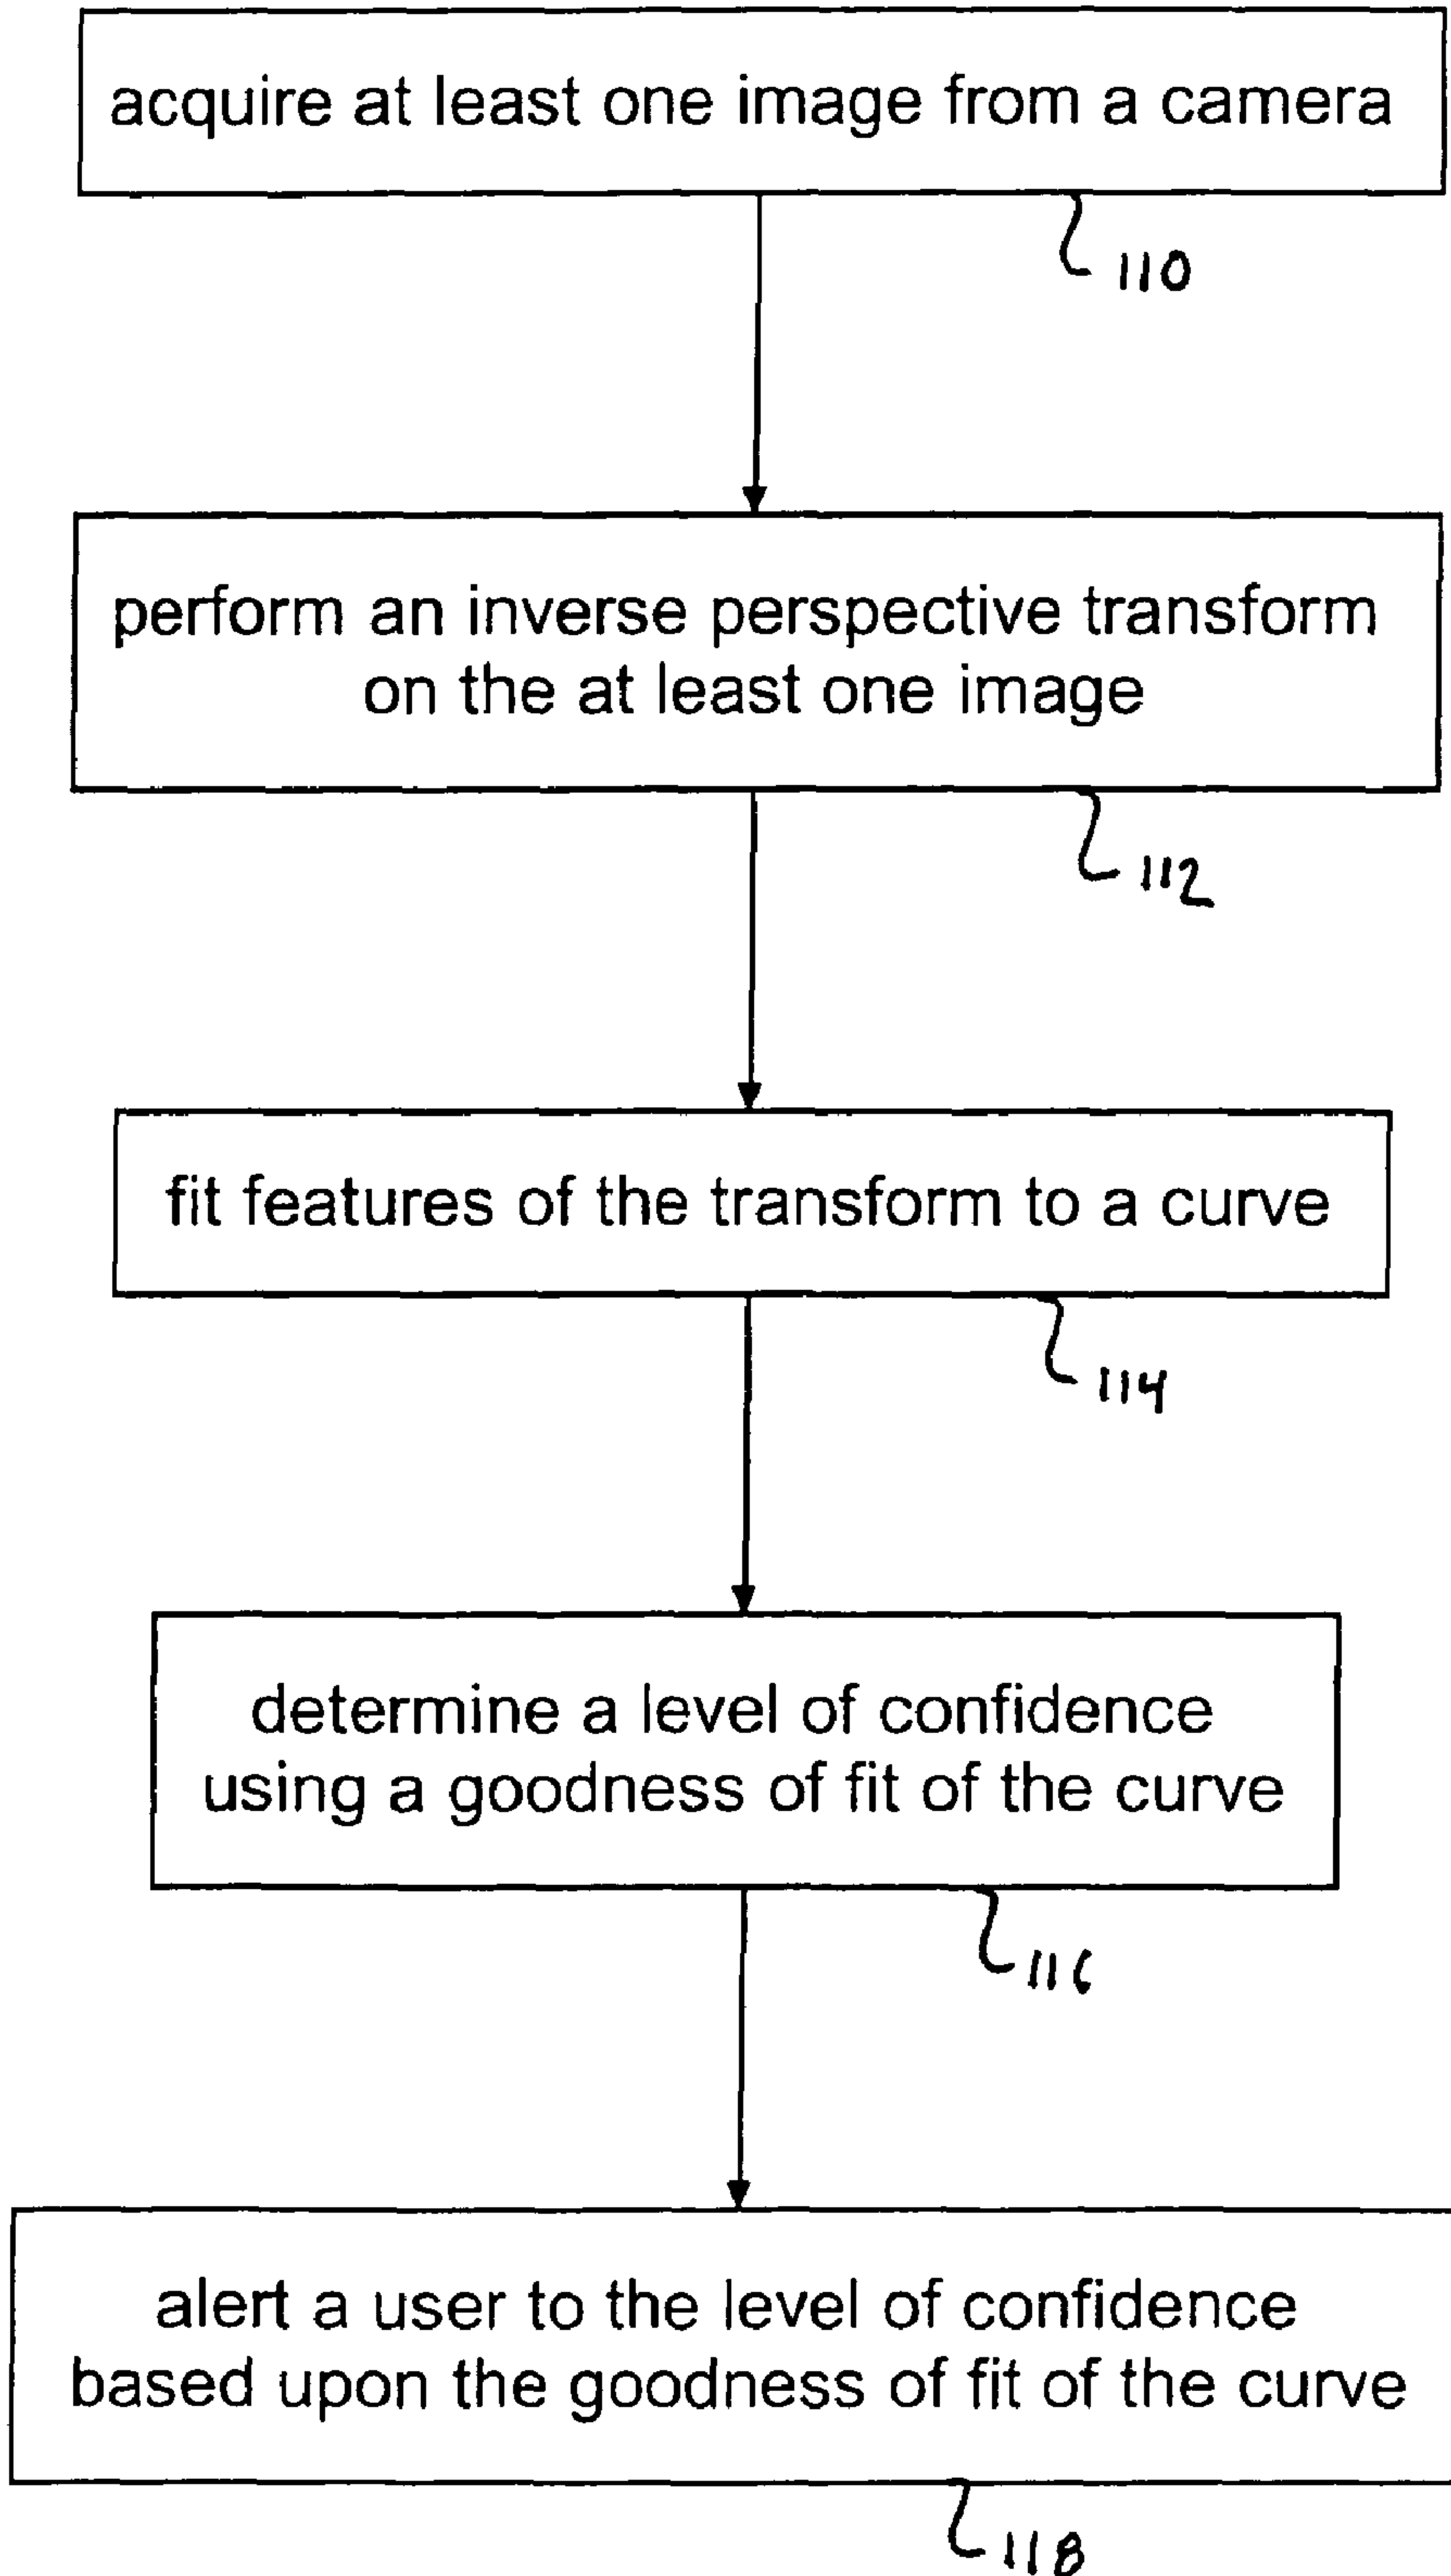 acquire at least one image from a camera
110
perform an inverse perspective transform
on the at least one image
112
fit features of the transform to a curve
114
determine a level of confidence
using a goodness of fit of the curve
116
alert a user to the level of confidence
based upon the goodness of fit of the curve
118